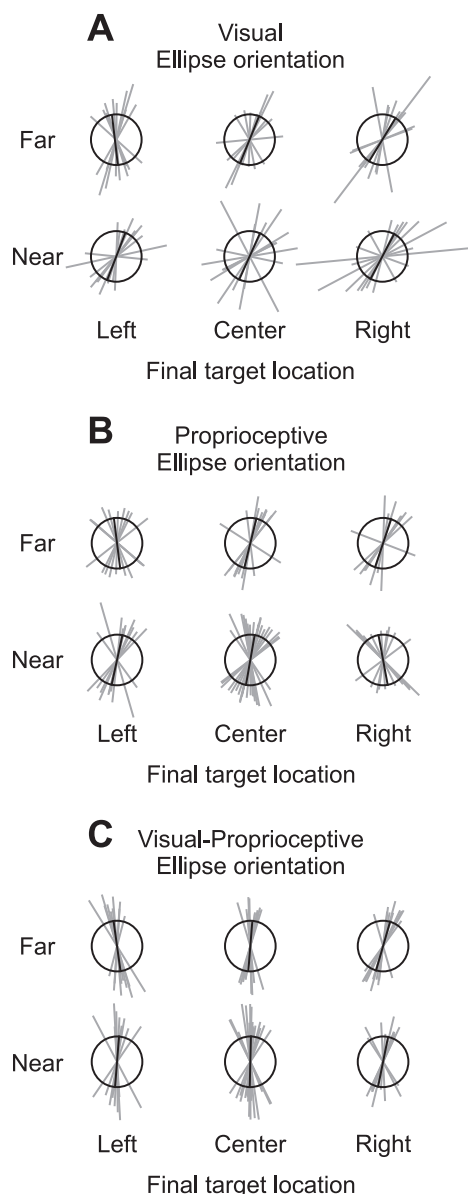 A
Visual
Ellipse orientation
Far
Near
Left Center Right
Final target location
B
Proprioceptive
Ellipse orientation
Far
Near
Left Center Right
Final target location
C
Visual-Proprioceptive
Ellipse orientation
Far
Near
Left Center Right
Final target location